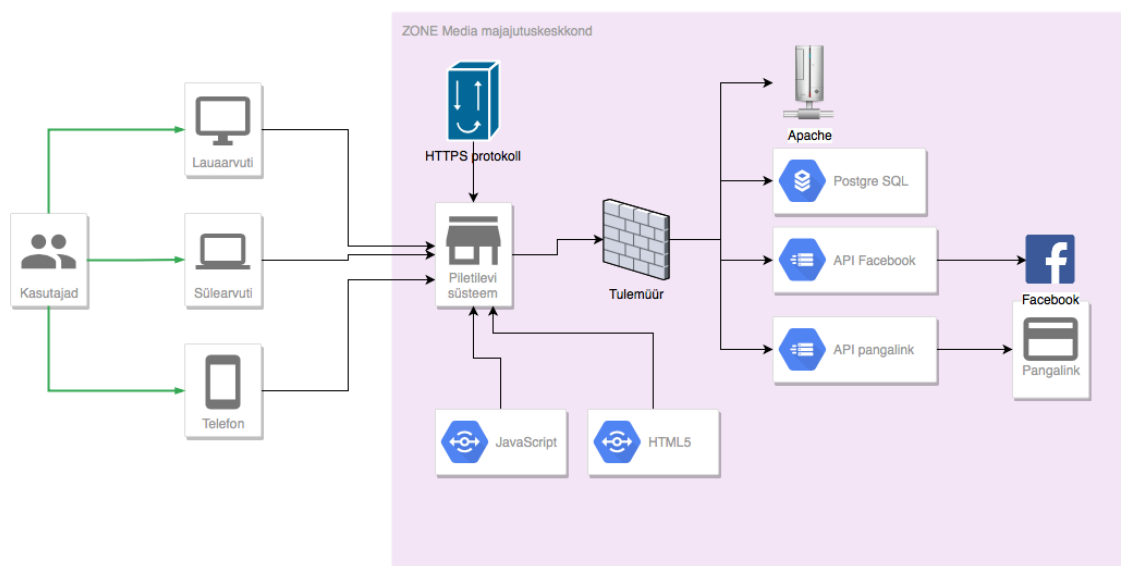 ZONE Media majajutuskeskkond
Lauaarvuti
HTTPS protokoll
Apache
Postgre SQL
Kasutajad
Sülearvuti
Piletilevi
süsteem
Tulemüür
API Facebook
Facebook
API pangalink
Pangalink
Telefon
JavaScript
HTML5